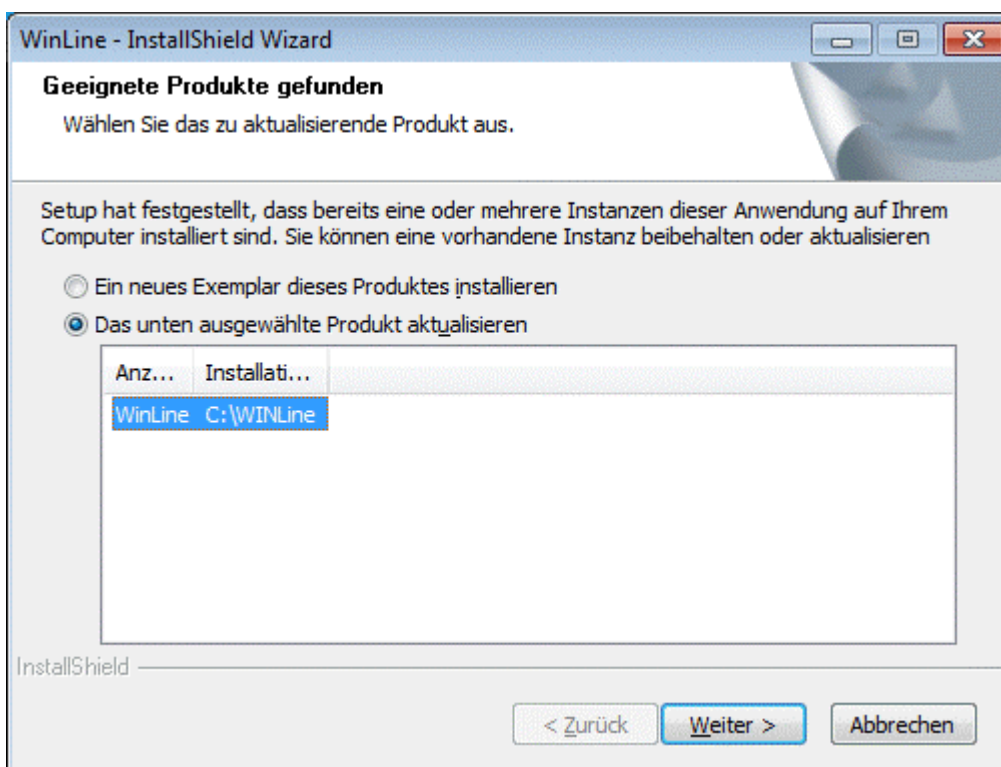 WinLine - InstallShield Wizard
Geeignete Produkte gefunden
Wählen Sie das zu aktualisierende Produkt aus.
Setup hat festgestellt, dass bereits eine oder mehrere Instanzen dieser Anwendung auf Ihrem
Computer installiert sind. Sie können eine vorhandene Instanz beibehalten oder aktualisieren
Ein neues Exemplar dieses Produktes installieren
Das unten ausgewählte Produkt aktualisieren
Anz... Installati...
WinLine C:\WINLine
InstallShield
< Zurück Weiter > Abbrechen